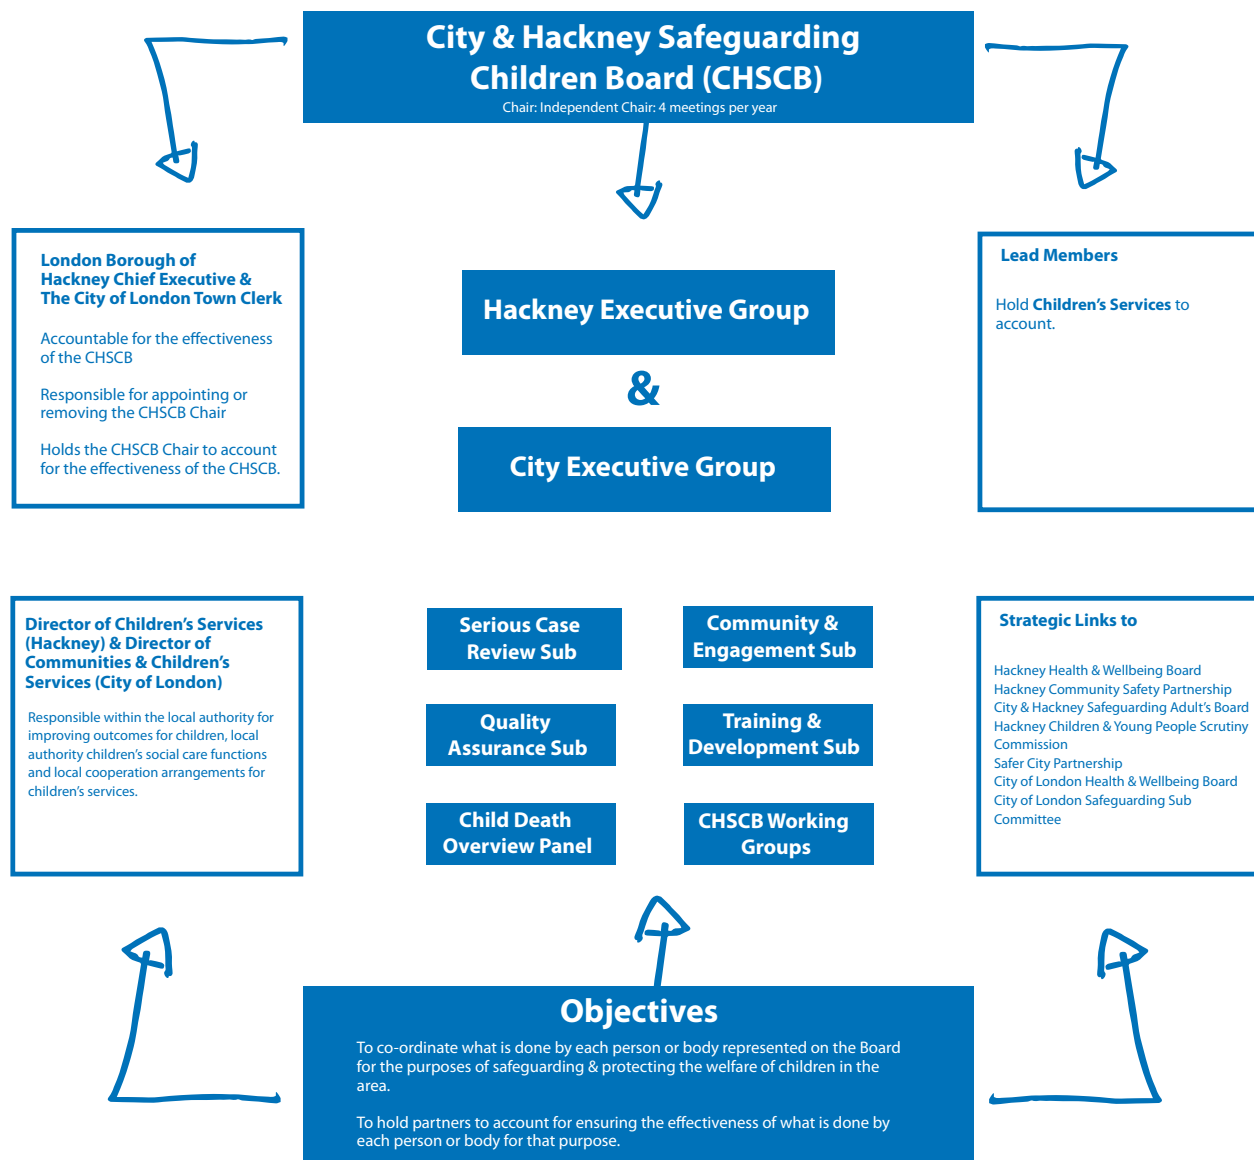 City & Hackney Safeguarding
Children Board (CHSCB)
Chair: Independent Chair: 4 meetings per year
London Borough of
Hackney Chief Executive &
The City of London Town Clerk
Accountable for the effectiveness
of the CHSCB
Responsible for appointing or
removing the CHSCB Chair
Holds the CHSCB Chair to account
for the effectiveness of the CHSCB.
Hackney Executive Group
&
City Executive Group
Lead Members
Hold Children's Services to
account.
Director of Children's Services
(Hackney) & Director of
Communities & Children's
Services (City of London)
Responsible within the local authority for
improving outcomes for children, local
authority children's social care functions
and local cooperation arrangements for
children's services.
Serious Case
Review Sub
Community &
Engagement Sub
Quality
Assurance Sub
Training &
Development Sub
Child Death
Overview Panel
CHSCB Working
Groups
Strategic Links to
Hackney Health & Wellbeing Board
Hackney Community Safety Partnership
City & Hackney Safeguarding Adult's Board
Hackney Children & Young People Scrutiny
Commission
Safer City Partnership
City of London Health & Wellbeing Board
City of London Safeguarding Sub
Committee
Objectives
To co-ordinate what is done by each person or body represented on the Board
for the purposes of safeguarding & protecting the welfare of children in the
area.
To hold partners to account for ensuring the effectiveness of what is done by
each person or body for that purpose.